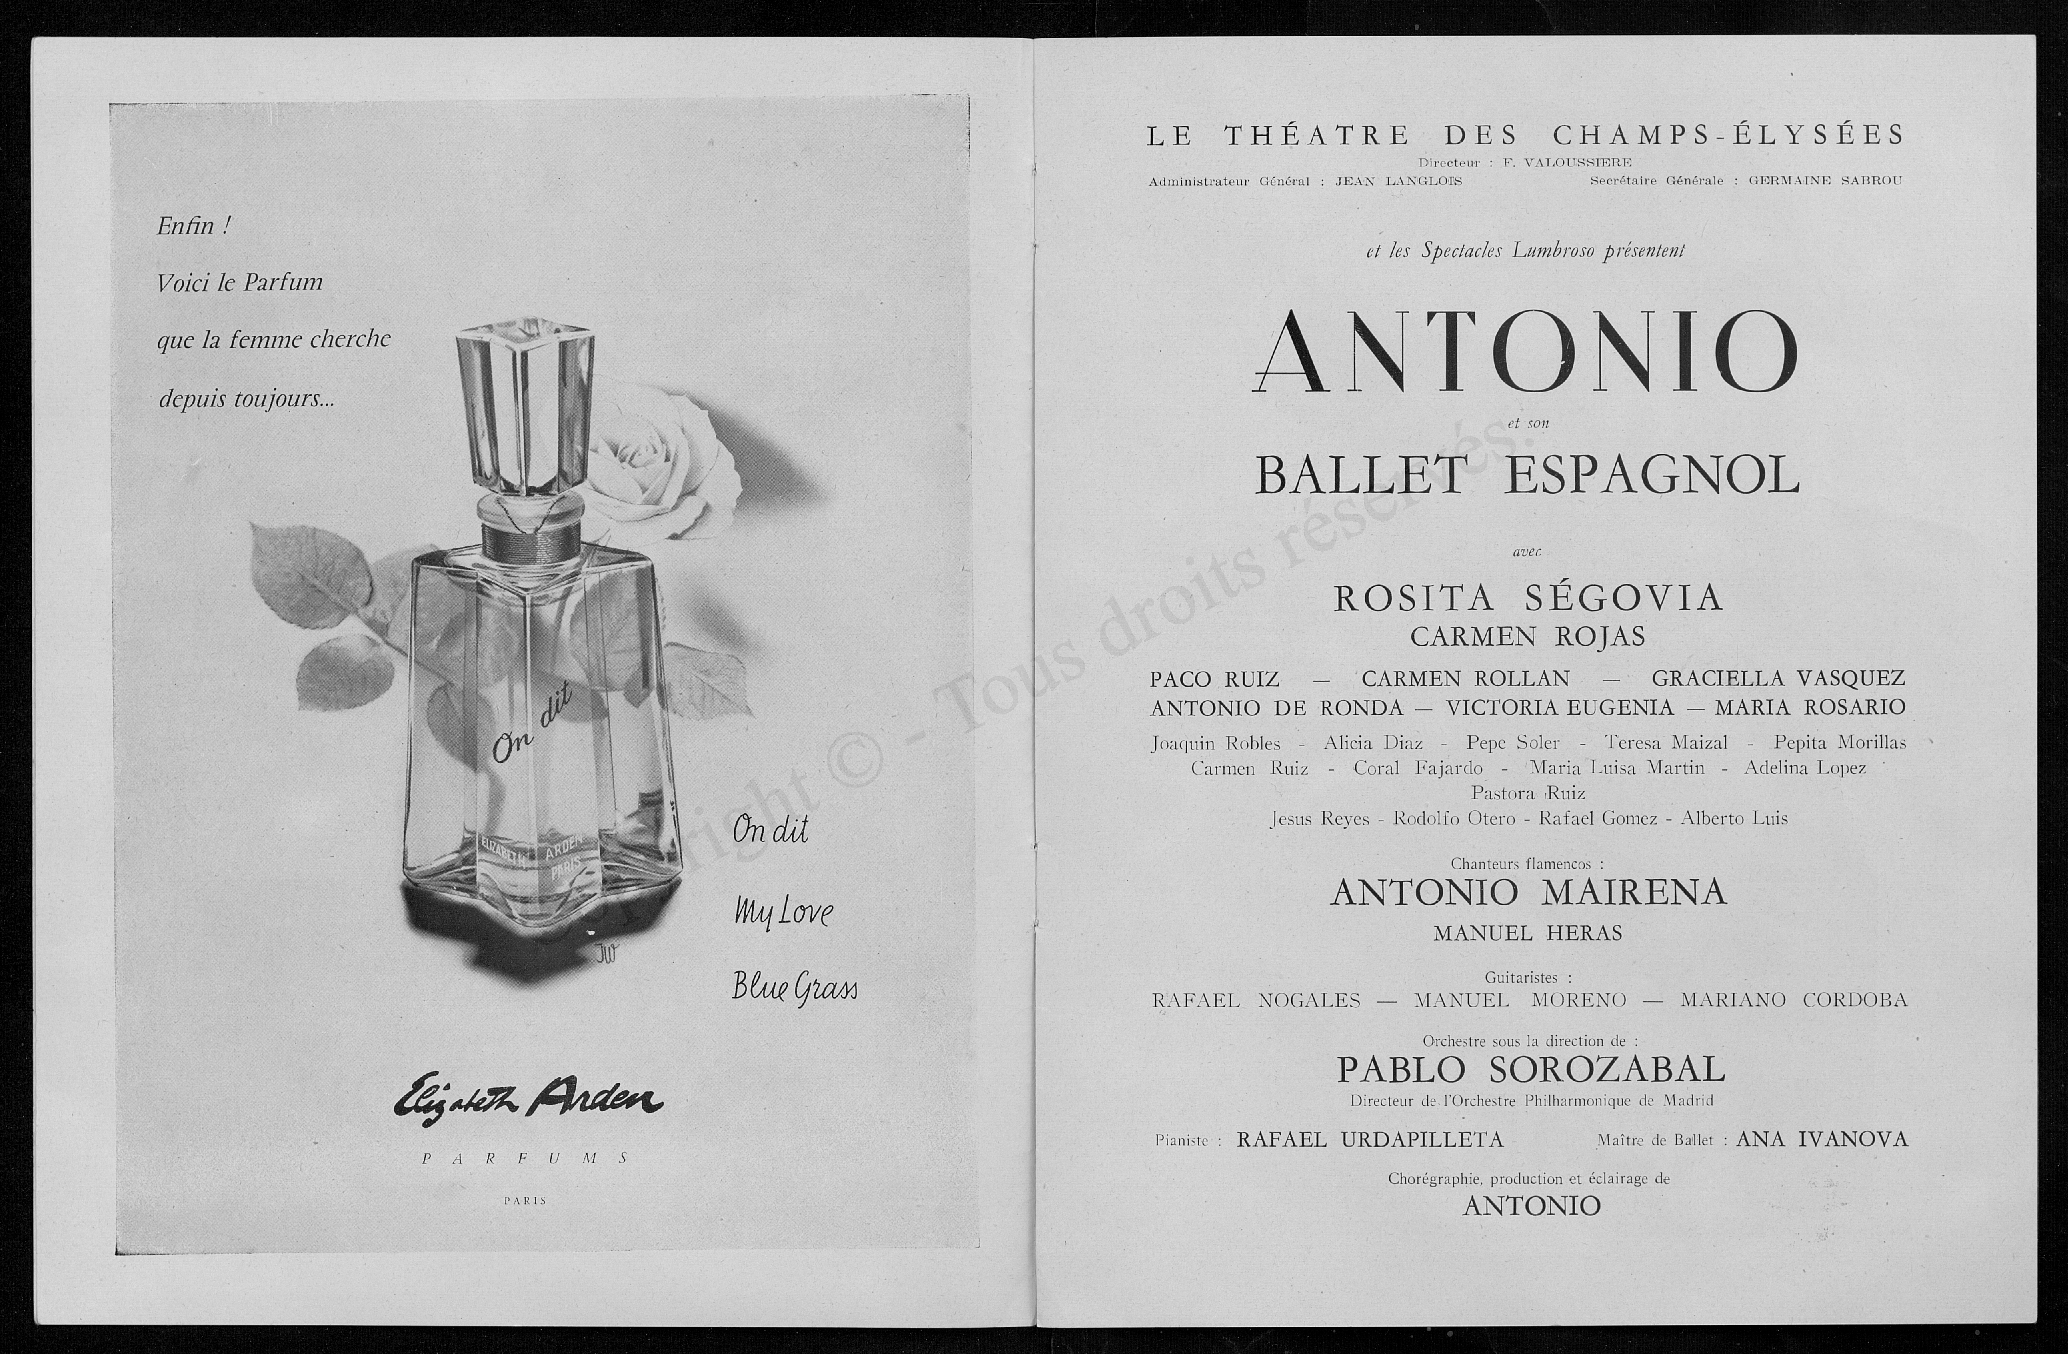 Enfin !
Voici le Parfum
que la femme cherche
depuis toujours...
On dit
ELIZABETH ARDEN
PARIS
JW
On dit
My Love
Blue Grass
Elizabeth Arden
PARFUMS
PARIS
LE THÉATRE DES CHAMPS-ÉLYSÉES
Directeur : F. VALOUSSIERE
Administrateur Général : JEAN LANGLOIS Secrétaire Générale : GERMAINE SABROU
et les Spectacles Lumbroso présentent
ANTONIO
et son
BALLET ESPAGNOL
avec
ROSITA SÉGOVIA
CARMEN ROJAS
PACO RUIZ — CARMEN ROLLAN — GRACIELLA VASQUEZ
ANTONIO DE RONDA — VICTORIA EUGENIA — MARIA ROSARIO
Joaquin Robles - Alicia Diaz - Pepe Soler - Teresa Maizal - Pepita Morillas
Carmen Ruiz - Coral Fajardo - Maria Luisa Martin - Adelina Lopez
Pastora Ruiz
Jesus Reyes - Rodolfo Otero - Rafael Gomez - Alberto Luis
Chanteurs flamencos :
ANTONIO MAIRENA
MANUEL HERAS
Guitaristes :
RAFAEL NOGALES — MANUEL MORENO — MARIANO CORDOBA
Orchestre sous la direction de :
PABLO SOROZABAL
Directeur de l'Orchestre Philharmonique de Madrid
Pianiste : RAFAEL URDAPILLETA Maître de Ballet : ANA IVANOVA
Chorégraphie, production et éclairage de
ANTONIO
Copyright © - Tous droits réservés.